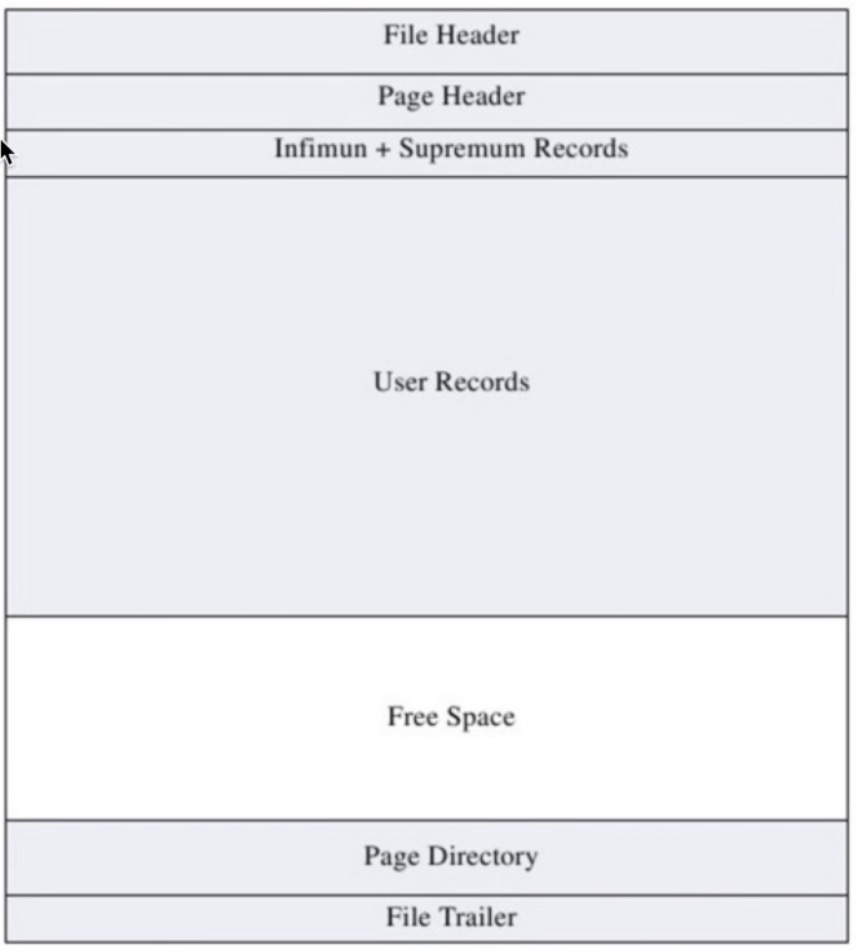 File Header
Page Header
Infimun + Supremum Records
User Records
Free Space
Page Directory
File Trailer